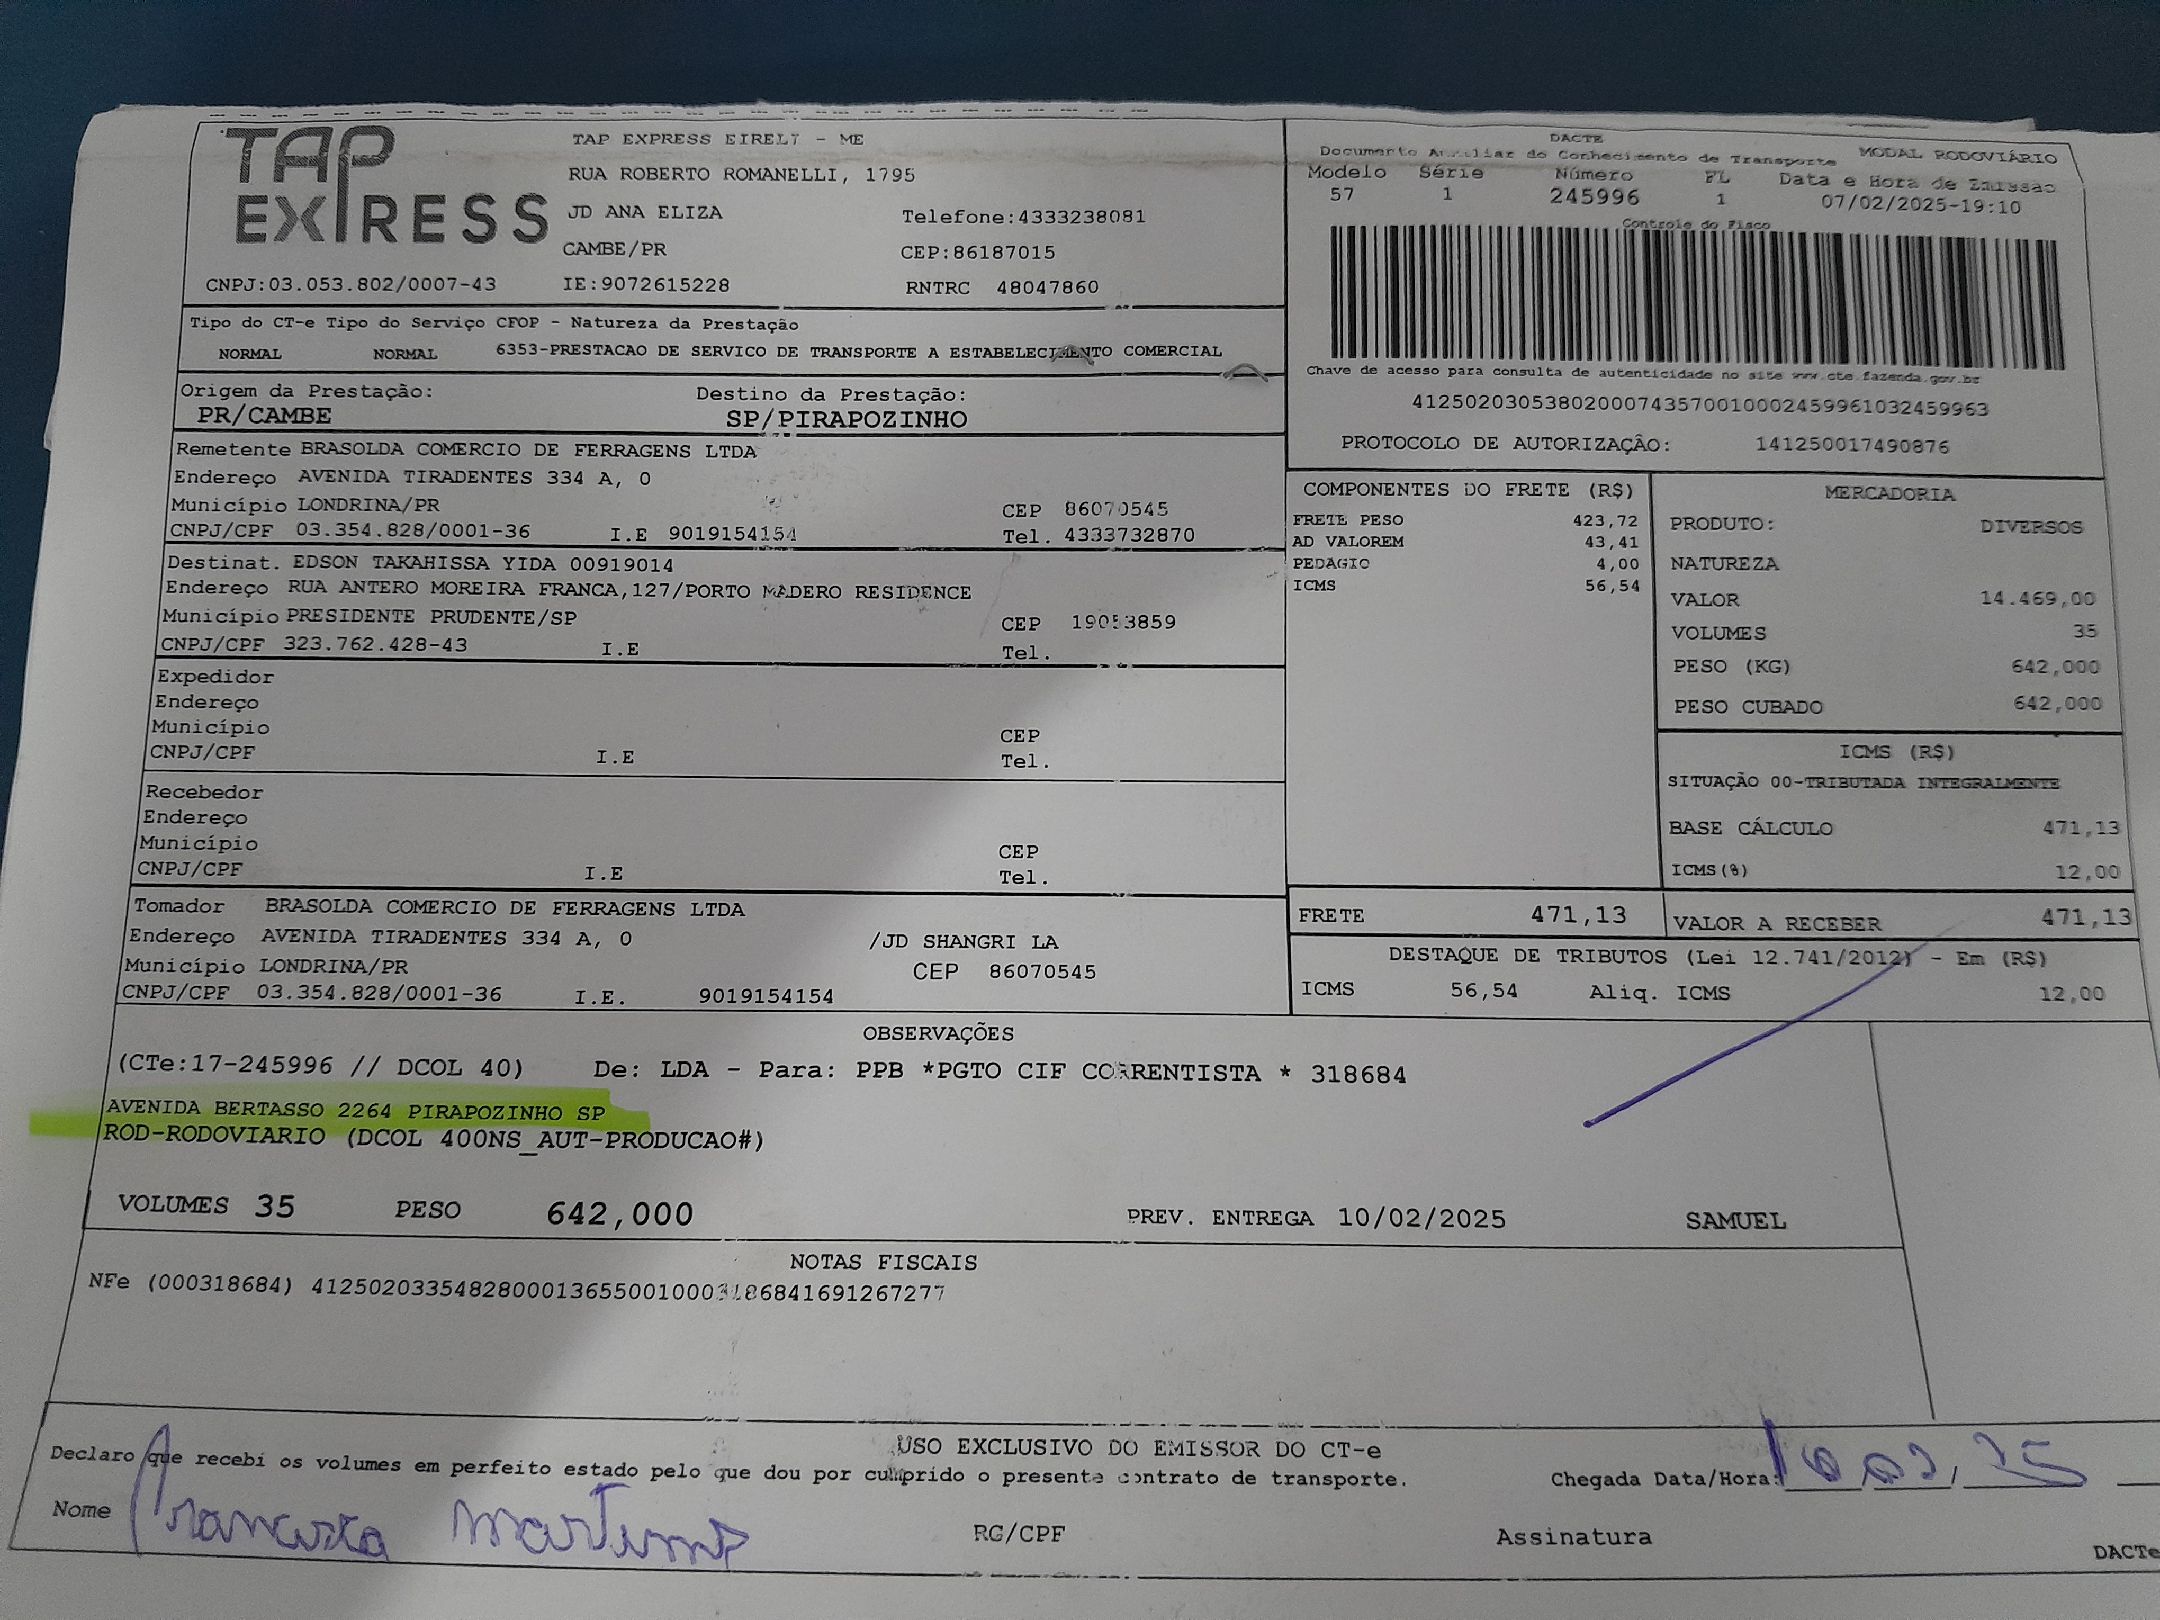 TAP EXPRESS
TAP EXPRESS EIRELI - ME
RUA ROBERTO ROMANELLI, 1795
JD ANA ELIZA Telefone:4333238081
CAMBE/PR CEP:86187015
CNPJ:03.053.802/0007-43 IE:9072615228 RNTRC 48047860
DACTE
Documento Auxiliar do Conhecimento de Transporte MODAL RODOVIÁRIO
Modelo Série Número FL Data e Hora de Emissão
57 1 245996 1 07/02/2025-19:10
Controle do Fisco
Chave de acesso para consulta de autenticidade no site www.cte.fazenda.gov.br
41250203053802000743570010002459961032459963
PROTOCOLO DE AUTORIZAÇÃO: 141250017490876
Tipo do CT-e Tipo do Serviço CFOP - Natureza da Prestação
NORMAL NORMAL 6353-PRESTACAO DE SERVICO DE TRANSPORTE A ESTABELECIMENTO COMERCIAL
Origem da Prestação: Destino da Prestação:
PR/CAMBE SP/PIRAPOZINHO
Remetente BRASOLDA COMERCIO DE FERRAGENS LTDA
Endereço AVENIDA TIRADENTES 334 A, 0
Município LONDRINA/PR CEP 86070545
CNPJ/CPF 03.354.828/0001-36 I.E 9019154154 Tel. 4333732870
Destinat. EDSON TAKAHISSA YIDA 00919014
Endereço RUA ANTERO MOREIRA FRANCA,127/PORTO MADERO RESIDENCE
Município PRESIDENTE PRUDENTE/SP CEP 19053859
CNPJ/CPF 323.762.428-43 I.E Tel.
Expedidor
Endereço
Município CEP
CNPJ/CPF I.E Tel.
Recebedor
Endereço
Município CEP
CNPJ/CPF I.E Tel.
Tomador BRASOLDA COMERCIO DE FERRAGENS LTDA
Endereço AVENIDA TIRADENTES 334 A, 0 /JD SHANGRI LA
Município LONDRINA/PR CEP 86070545
CNPJ/CPF 03.354.828/0001-36 I.E. 9019154154
COMPONENTES DO FRETE (R$)
FRETE PESO 423,72
AD VALOREM 43,41
PEDAGIO 4,00
ICMS 56,54
MERCADORIA
PRODUTO: DIVERSOS
NATUREZA
VALOR 14.469,00
VOLUMES 35
PESO (KG) 642,000
PESO CUBADO 642,000
ICMS (R$)
SITUAÇÃO 00-TRIBUTADA INTEGRALMENTE
BASE CÁLCULO 471,13
ICMS(%) 12,00
FRETE 471,13 VALOR A RECEBER 471,13
DESTAQUE DE TRIBUTOS (Lei 12.741/2012) - Em (R$)
ICMS 56,54 Aliq. ICMS 12,00
OBSERVAÇÕES
(CTe:17-245996 // DCOL 40) De: LDA - Para: PPB *PGTO CIF CORRENTISTA * 318684
AVENIDA BERTASSO 2264 PIRAPOZINHO SP
ROD-RODOVIARIO (DCOL 400NS_AUT-PRODUCAO#)
VOLUMES 35 PESO 642,000 PREV. ENTREGA 10/02/2025 SAMUEL
NOTAS FISCAIS
NFe (000318684) 41250203354828000136550010003186841691267277
USO EXCLUSIVO DO EMISSOR DO CT-e
Declaro que recebi os volumes em perfeito estado pelo que dou por cumprido o presente contrato de transporte. Chegada Data/Hora:
Nome RG/CPF Assinatura
DACTe